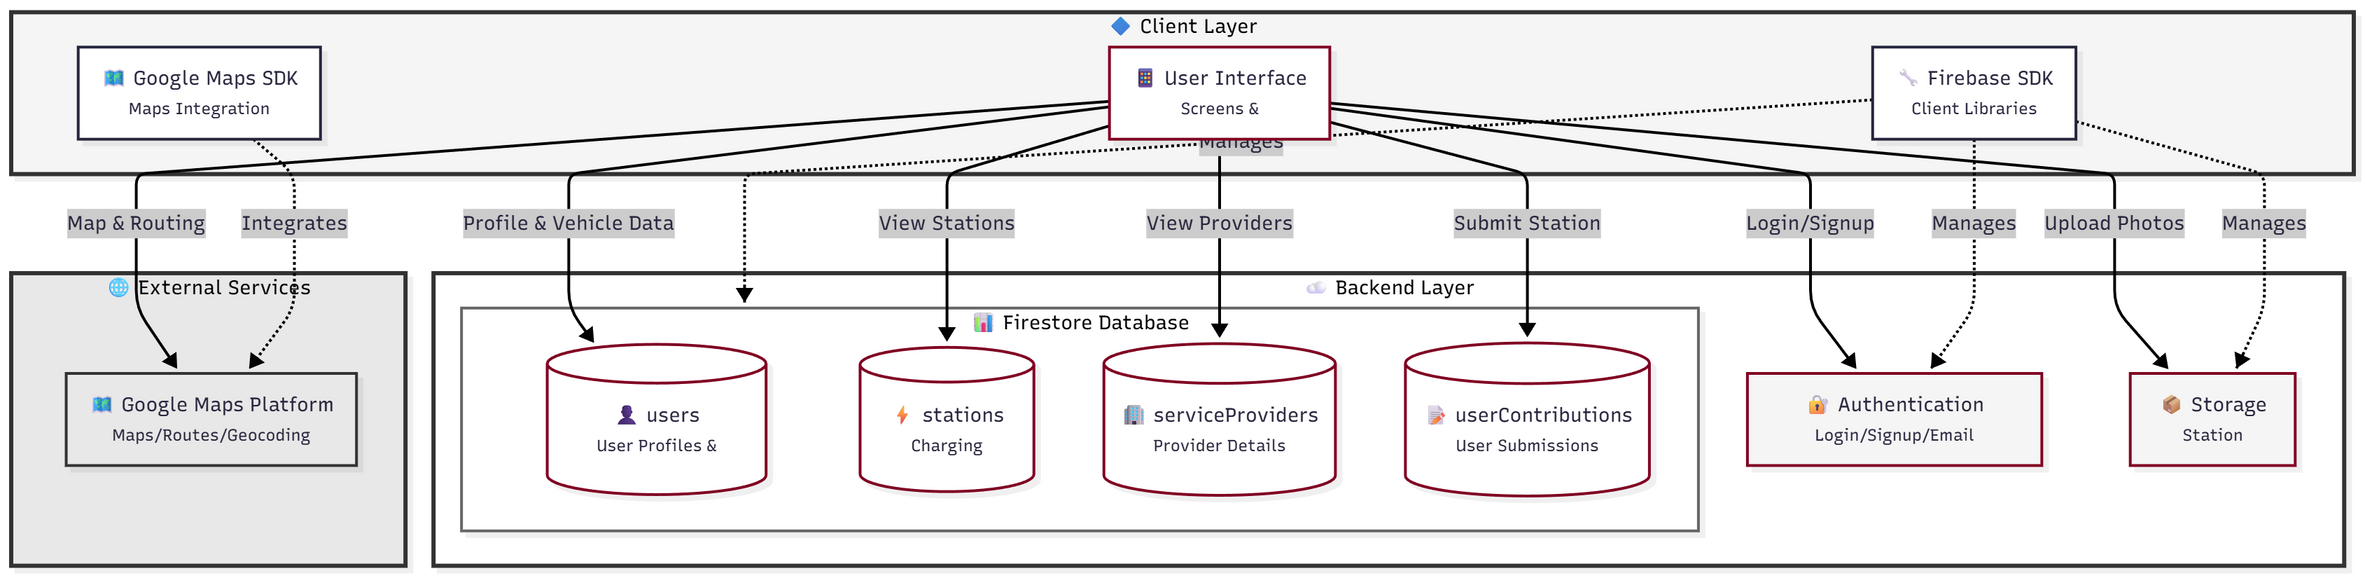 Client Layer
Google Maps SDK
Maps Integration
User Interface
Screens &
Firebase SDK
Client Libraries
Manages
Map & Routing
Integrates
Profile & Vehicle Data
View Stations
View Providers
Submit Station
Login/Signup
Manages
Upload Photos
Manages
External Services
Backend Layer
Firestore Database
Google Maps Platform
Maps/Routes/Geocoding
users
User Profiles &
stations
Charging
serviceProviders
Provider Details
userContributions
User Submissions
Authentication
Login/Signup/Email
Storage
Station